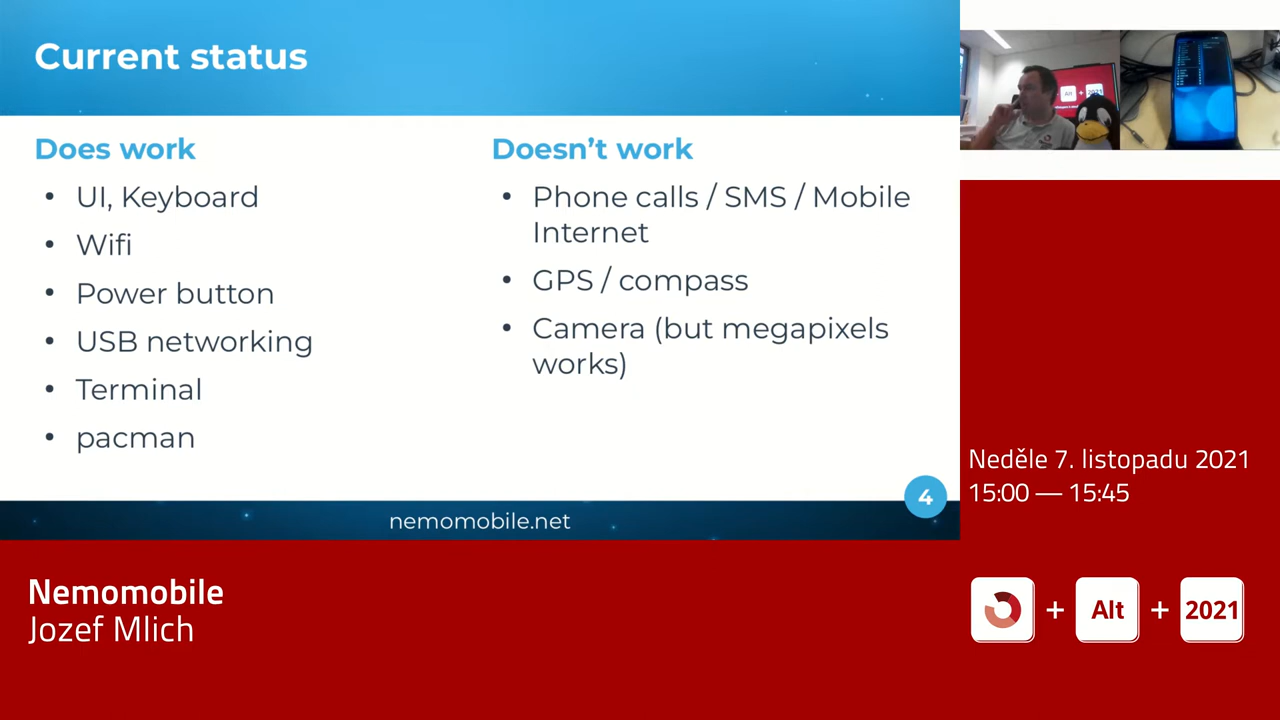 Current status
Does work
• UI, Keyboard
• Wifi
• Power button
• USB networking
• Terminal
• pacman
Doesn’t work
• Phone calls / SMS / Mobile
Internet
• GPS / compass
• Camera (but megapixels
works)
4
nemomobile.net
Alt + 2021
Neděle 7. listopadu 2021
15:00 — 15:45
Nemomobile
Jozef Mlich
+ Alt + 2021